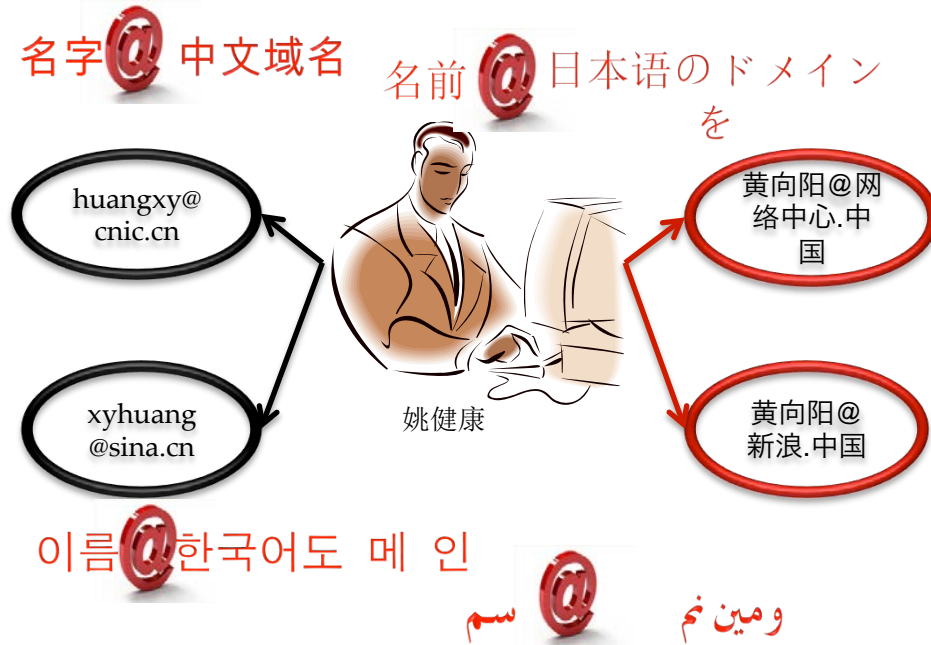 名字@ 中文域名
名前 @ 日本语のドメイン
を
huangxy@
cnic.cn
黄向阳@网
络中心.中
国
xyhuang
@sina.cn
姚健康
黄向阳@
新浪.中国
이름@한국어도 메 인
سم @ ومين نم